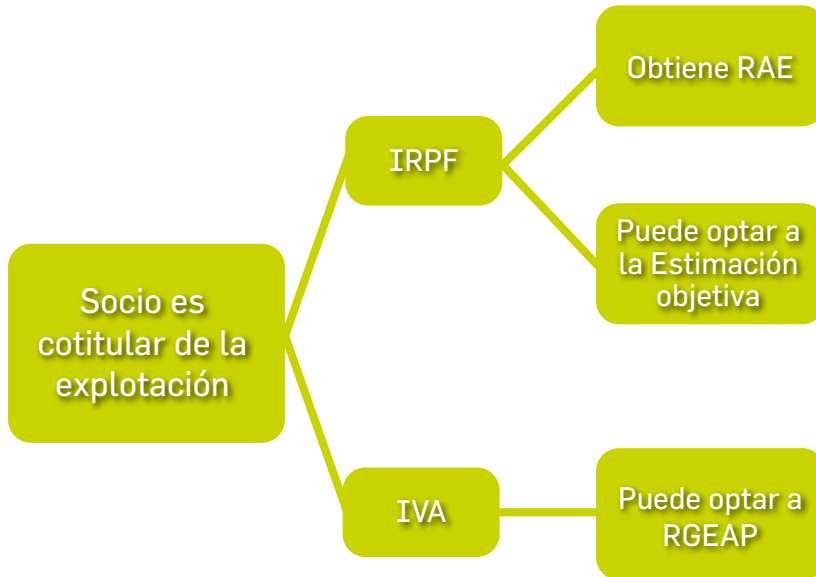 Socio es
cotitular de la
explotación
IRPF
Obtiene RAE
Puede optar a
la Estimación
objetiva
IVA
Puede optar a
RGEAP